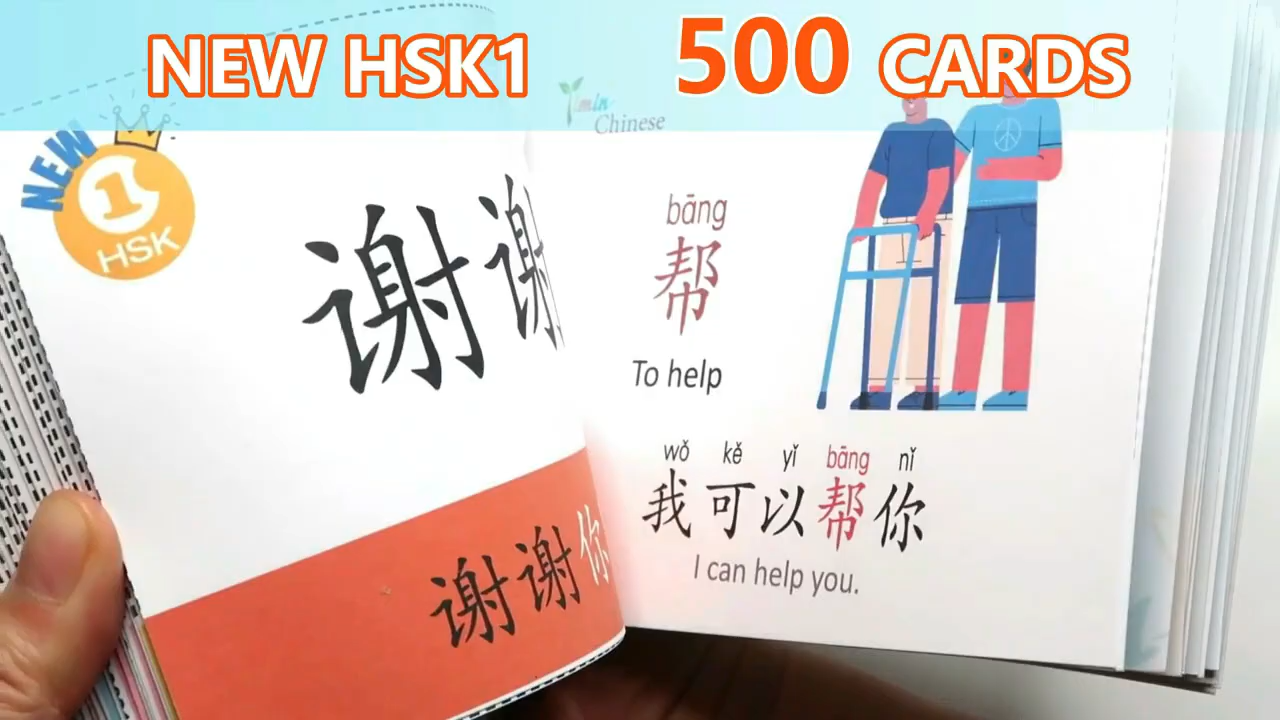 NEW HSK1 500 CARDS
Chinese
NEW
1
HSK
谢谢
谢谢你
bāng
帮
To help
wǒ kě yǐ bāng nǐ
我可以帮你
I can help you.